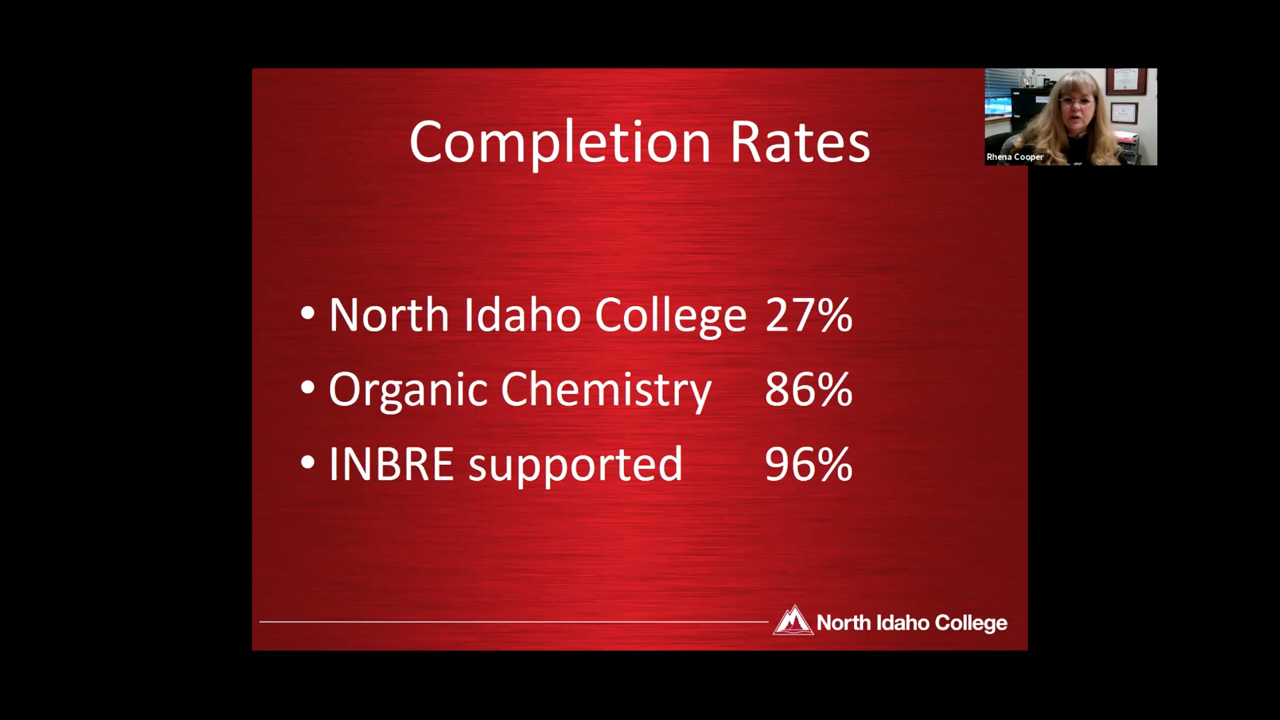 Completion Rates
Rhena Cooper
• North Idaho College 27%
• Organic Chemistry 86%
• INBRE supported 96%
North Idaho College